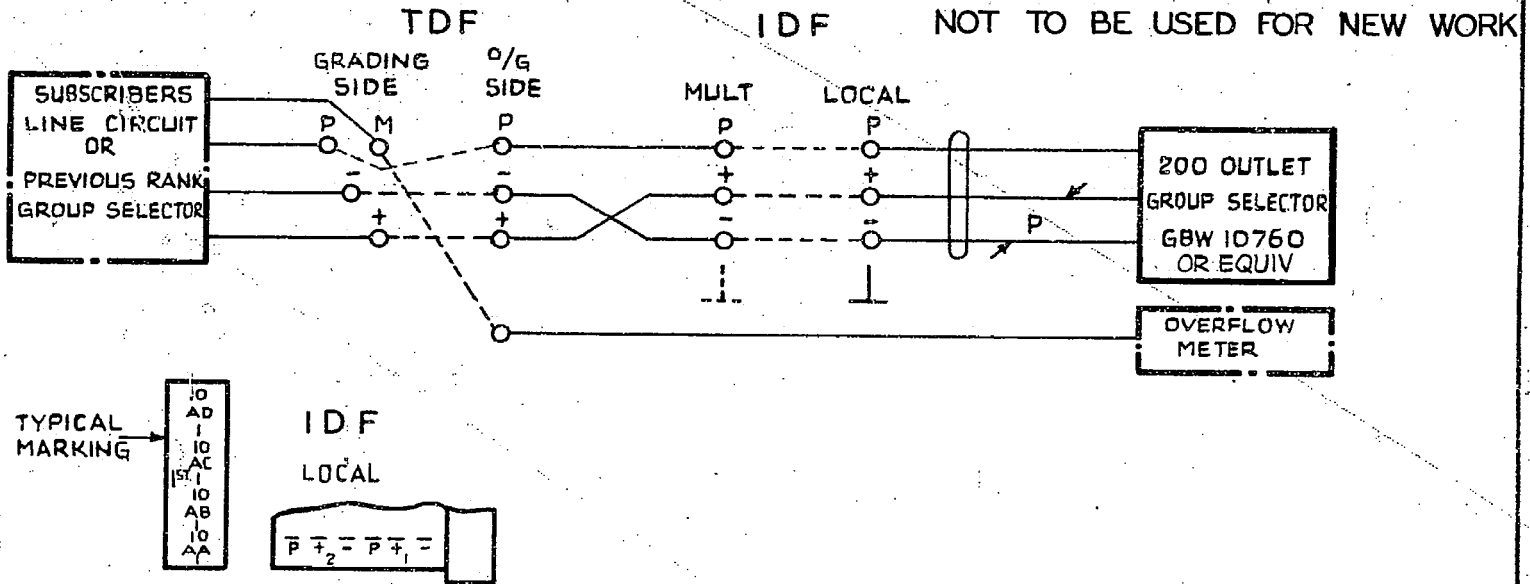 TDF
IDF
NOT TO BE USED FOR NEW WORK
GRADING
SIDE
O/G
SIDE
MULT
LOCAL
SUBSCRIBERS
LINE CIRCUIT
OR
PREVIOUS RANK
GROUP SELECTOR
P M
P
P
P
-
-
+
+
+
+
-
-
P
200 OUTLET
GROUP SELECTOR
GBW 10760
OR EQUIV
OVERFLOW
METER
TYPICAL
MARKING
10
AD
1
10
AC
1ST 1
10
AB
1
10
AA
1
IDF
LOCAL
P +2 - P +1 -